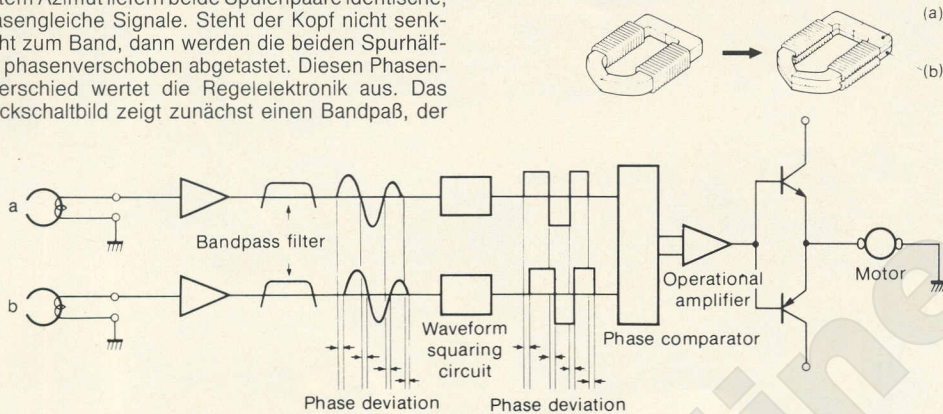 tem Azimut liefern beide Spulenpaare identische,
asengleiche Signale. Steht der Kopf nicht senk-
ht zum Band, dann werden die beiden Spurhälf-
phasenverschoben abgetastet. Diesen Phasen-
erschied wertet die Regelelektronik aus. Das
ckschaltbild zeigt zunächst einen Bandpaß, der
(a)
(b)
a
Bandpass filter
b
Waveform
squaring
circuit
Operational
amplifier
Phase comparator
Motor
Phase deviation
Phase deviation